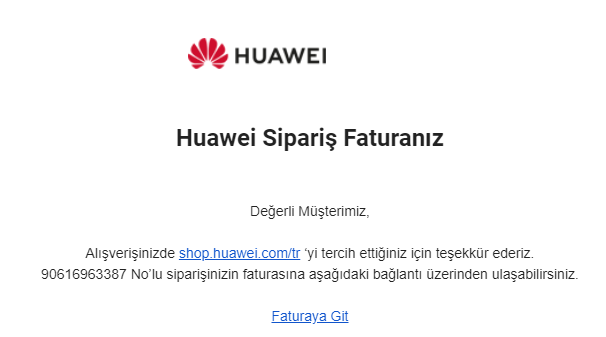 HUAWEI
Huawei Sipariş Faturanız
Değerli Müşterimiz,
Alışverişinizde shop.huawei.com/tr ‘yi tercih ettiğiniz için teşekkür ederiz.
90616963387 No’lu siparişinizin faturasına aşağıdaki bağlantı üzerinden ulaşabilirsiniz.
Faturaya Git